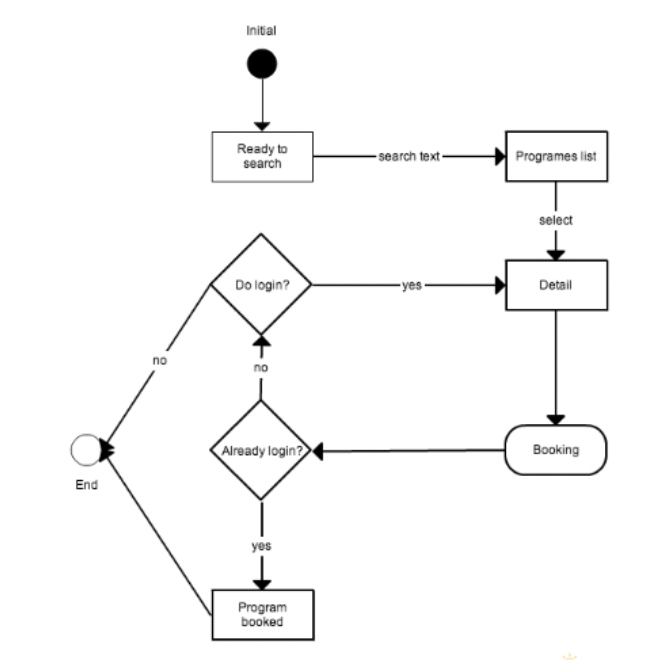 Initial
Ready to
search
search text
Programes list
select
Do login?
yes
Detail
no
no
Already login?
Booking
End
yes
Program
booked